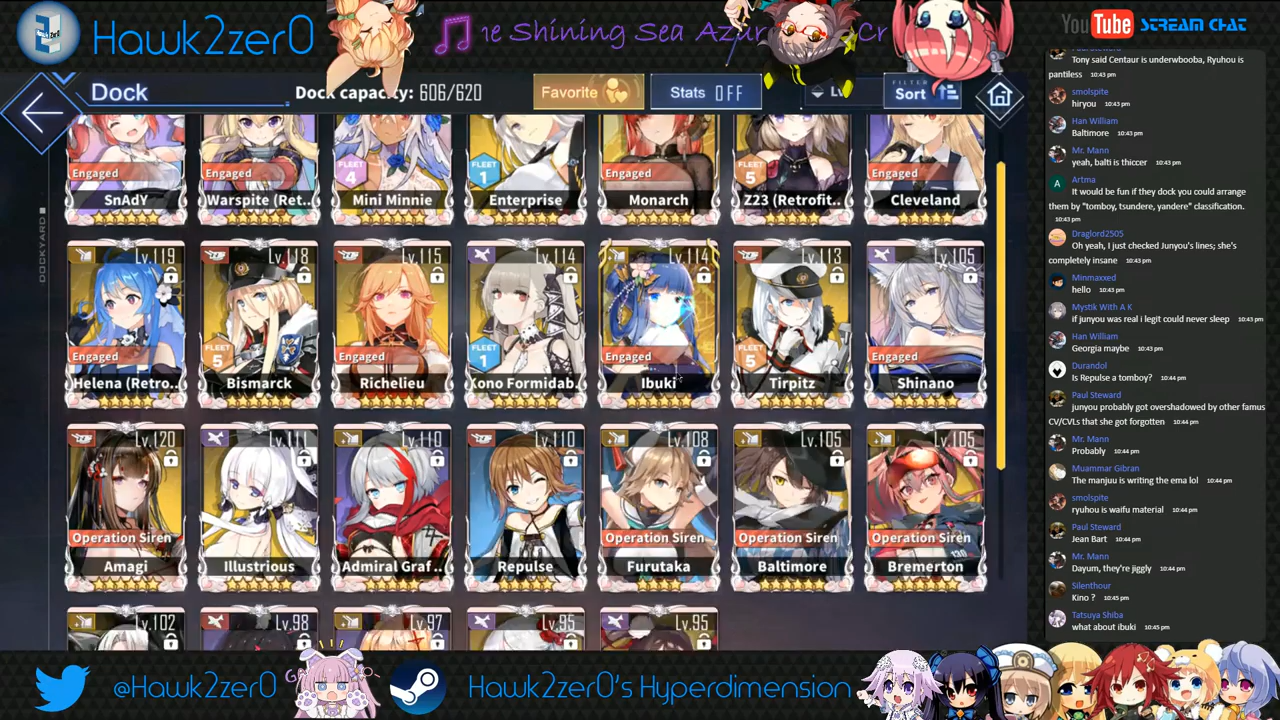 Hawk2zer0
The Shining Sea Azur
Cr
YouTube STREAM CHAT
Dock
Dock capacity: 606/620
Favorite
Stats OFF
Lv
FILTER
Sort
DOCKYARD
Engaged
SnAdY
Engaged
Warspite (Ret..
FLEET 4
Mini Minnie
FLEET 1
Enterprise
Engaged
Monarch
FLEET 5
Z23 (Retrofit..
Engaged
Cleveland
Lv.119
Engaged
Helena (Retro..
Lv.118
FLEET 5
Bismarck
Lv.115
Engaged
Richelieu
Lv.114
FLEET 1
Kono Formidab..
Lv.114
Engaged
Ibuki
Lv.113
FLEET 5
Tirpitz
Lv.105
Engaged
Shinano
Lv.120
Operation Siren
Amagi
Lv.111
Illustrious
Lv.110
Admiral Graf ..
Lv.110
Repulse
Lv.108
Operation Siren
Furutaka
Lv.105
Operation Siren
Baltimore
Lv.105
Operation Siren
Bremerton
Lv.102
Lv.98
Lv.97
Lv.95
Lv.95
Tony said Centaur is underwooba, Ryuhou is
pantiless 10:43 pm
smolspite
hiryou 10:43 pm
Han William
Baltimore 10:43 pm
Mr. Mann
yeah, balti is thiccer 10:43 pm
Artma
It would be fun if they dock you could arrange
them by "tomboy, tsundere, yandere" classification.
10:43 pm
Draglord2505
Oh yeah, I just checked Junyou's lines; she's
completely insane 10:43 pm
Minmaxxed
hello 10:43 pm
Mystik With A K
if junyou was real i legit could never sleep 10:43 pm
Han William
Georgia maybe 10:43 pm
Durandol
Is Repulse a tomboy? 10:44 pm
Paul Steward
junyou probably got overshadowed by other famus
CV/CVLs that she got forgotten 10:44 pm
Mr. Mann
Probably 10:44 pm
Muammar Gibran
The manjuu is writing the ema lol 10:44 pm
smolspite
ryuhou is waifu material 10:44 pm
Paul Steward
Jean Bart 10:44 pm
Mr. Mann
Dayum, they're jiggly 10:44 pm
Silenthour
Kino ? 10:45 pm
Tatsuya Shiba
what about ibuki 10:45 pm
@Hawk2zer0
Hawk2zer0's Hyperdimension